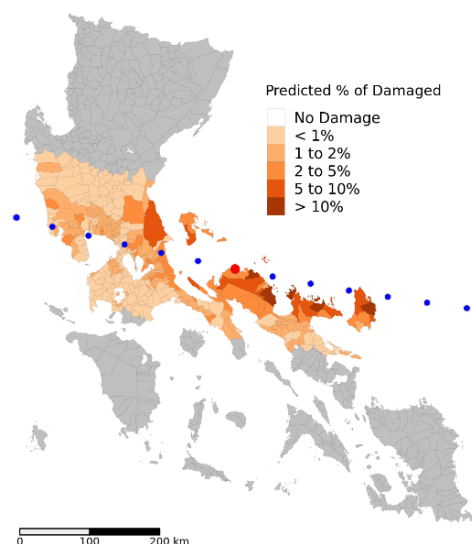 Predicted % of Damaged
No Damage
< 1%
1 to 2%
2 to 5%
5 to 10%
> 10%
0 100 200 km